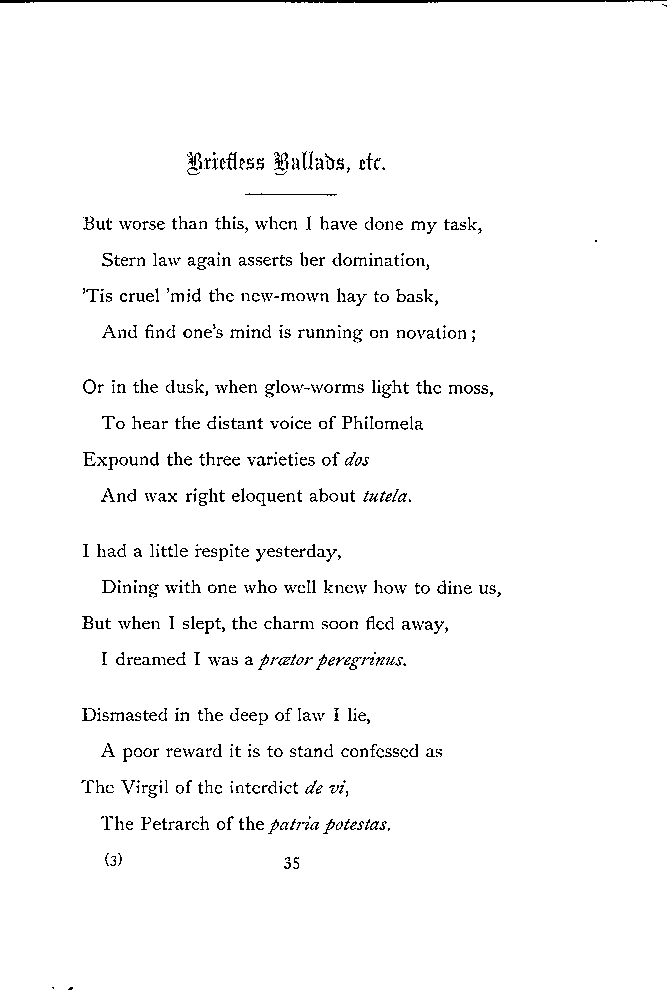 Briefless Ballads, etc.
But worse than this, when I have done my task,
Stern law again asserts her domination,
'Tis cruel 'mid the new-mown hay to bask,
And find one's mind is running on novation;
Or in the dusk, when glow-worms light the moss,
To hear the distant voice of Philomela
Expound the three varieties of dos
And wax right eloquent about tutela.
I had a little respite yesterday,
Dining with one who well knew how to dine us,
But when I slept, the charm soon fled away,
I dreamed I was a prætor peregrinus.
Dismasted in the deep of law I lie,
A poor reward it is to stand confessed as
The Virgil of the interdict de vi,
The Petrarch of the patria potestas.
(3) 35